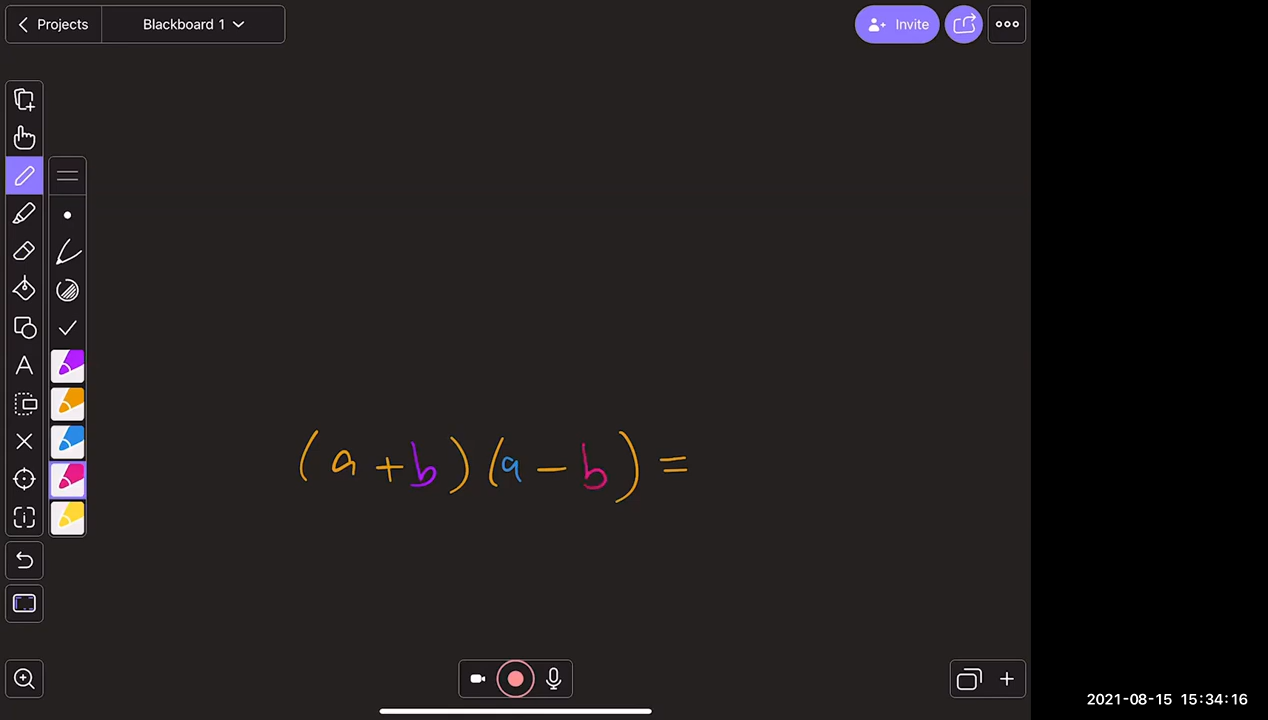 Projects
Blackboard 1
Invite
A
(a+b)(a-b)=
2021-08-15 15:34:16